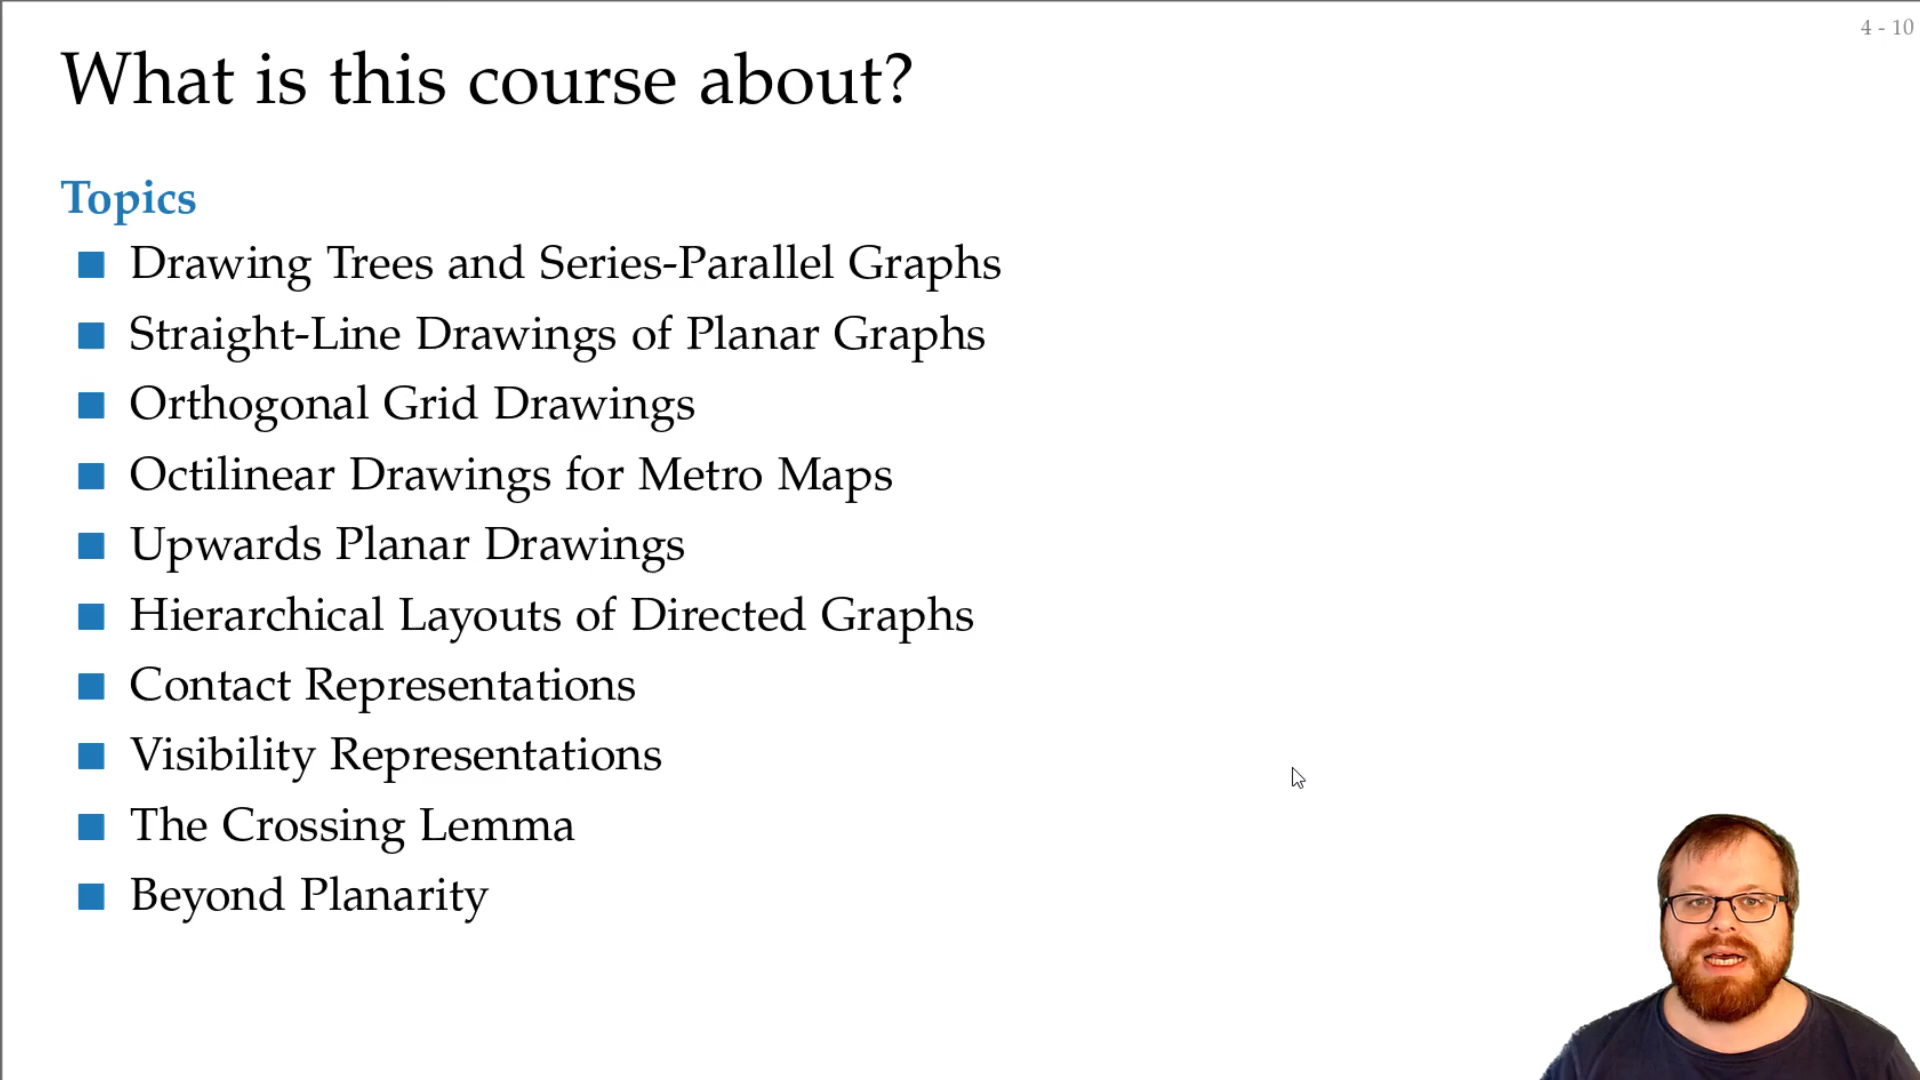 4 - 10
What is this course about?
Topics
Drawing Trees and Series-Parallel Graphs
Straight-Line Drawings of Planar Graphs
Orthogonal Grid Drawings
Octilinear Drawings for Metro Maps
Upwards Planar Drawings
Hierarchical Layouts of Directed Graphs
Contact Representations
Visibility Representations
The Crossing Lemma
Beyond Planarity